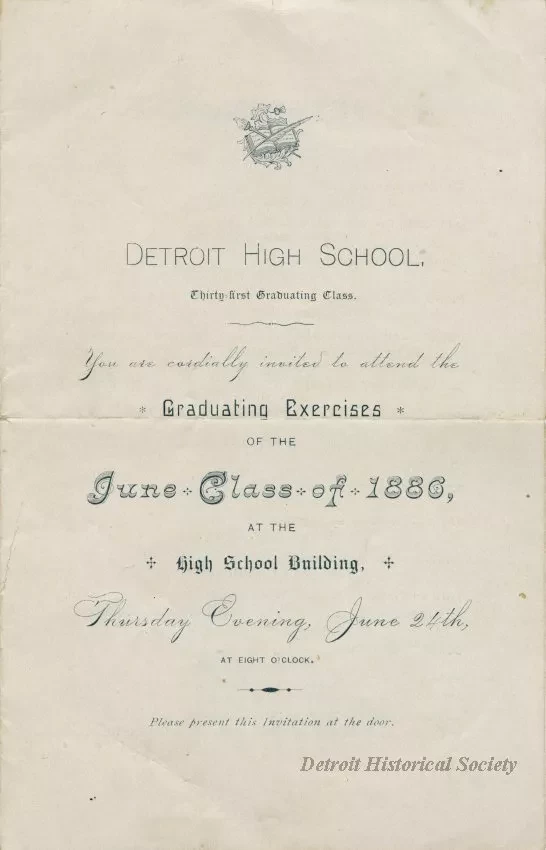 DETROIT HIGH SCHOOL.
Thirty-first Graduating Class.
You are cordially invited to attend the
* Graduating Exercises *
OF THE
June Class of 1886,
AT THE
High School Building,
Thursday Evening, June 24th,
AT EIGHT O'CLOCK.
Please present this Invitation at the door.
Detroit Historical Society